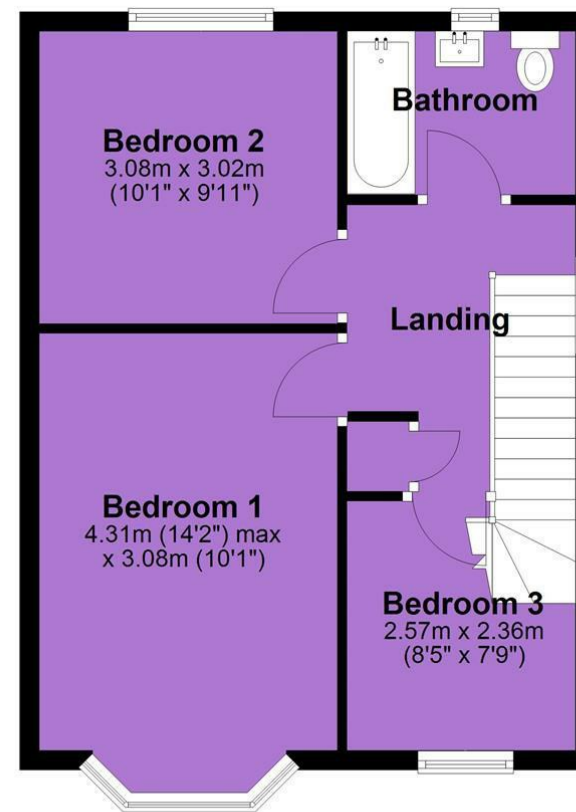 Bedroom 2
3.08m x 3.02m
(10'1" x 9'11")
Bathroom
Landing
Bedroom 1
4.31m (14'2") max
x 3.08m (10'1")
Bedroom 3
2.57m x 2.36m
(8'5" x 7'9")